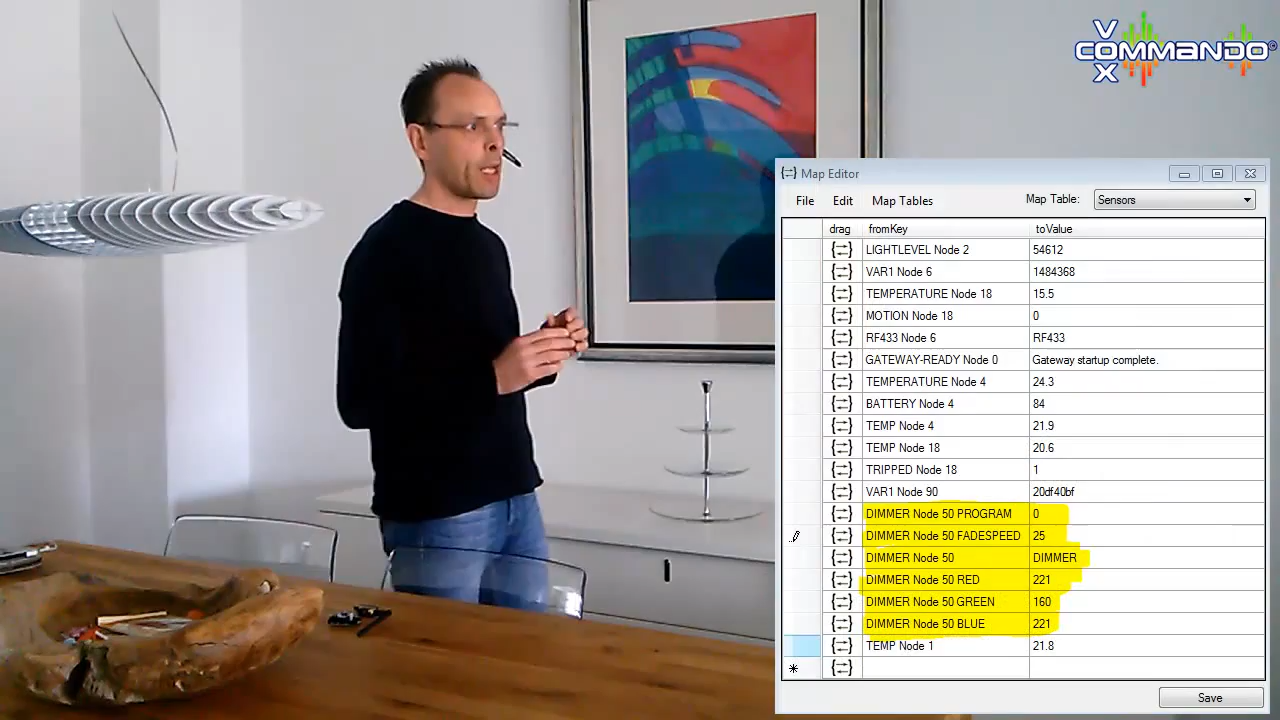 VOX
COMMANDO©
Map Editor
File Edit Map Tables Map Table: Sensors
drag fromKey toValue
LIGHTLEVEL Node 2 54612
VAR1 Node 6 1484368
TEMPERATURE Node 18 15.5
MOTION Node 18 0
RF433 Node 6 RF433
GATEWAY-READY Node 0 Gateway startup complete.
TEMPERATURE Node 4 24.3
BATTERY Node 4 84
TEMP Node 4 21.9
TEMP Node 18 20.6
TRIPPED Node 18 1
VAR1 Node 90 20df40bf
DIMMER Node 50 PROGRAM 0
DIMMER Node 50 FADESPEED 25
DIMMER Node 50 DIMMER
DIMMER Node 50 RED 221
DIMMER Node 50 GREEN 160
DIMMER Node 50 BLUE 221
TEMP Node 1 21.8
Save